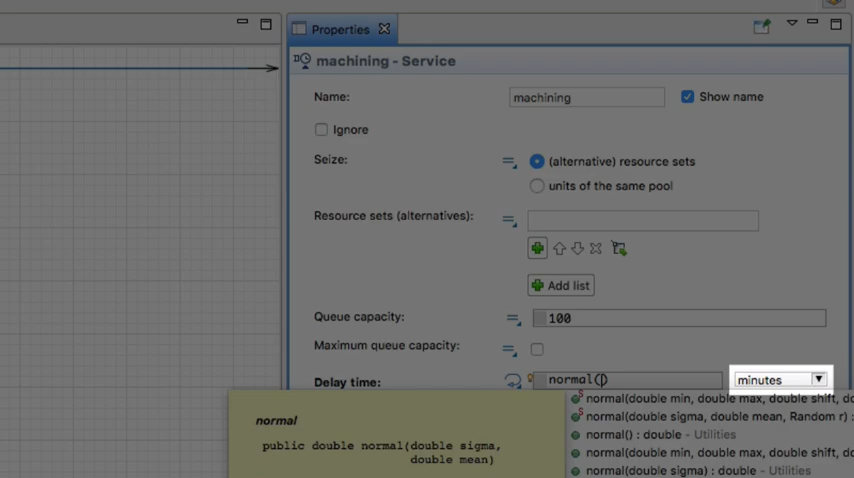 Properties
machining - Service
Name:
machining
Show name
Ignore
Seize:
(alternative) resource sets
units of the same pool
Resource sets (alternatives):
Add list
Queue capacity:
100
Maximum queue capacity:
Delay time:
normal()
minutes
normal
public double normal(double sigma,
double mean)
normal(double min, double max, double shift, do
normal(double sigma, double mean, Random r) :
normal() : double - Utilities
normal(double min, double max, double shift, do
normal(double sigma) : double - Utilities